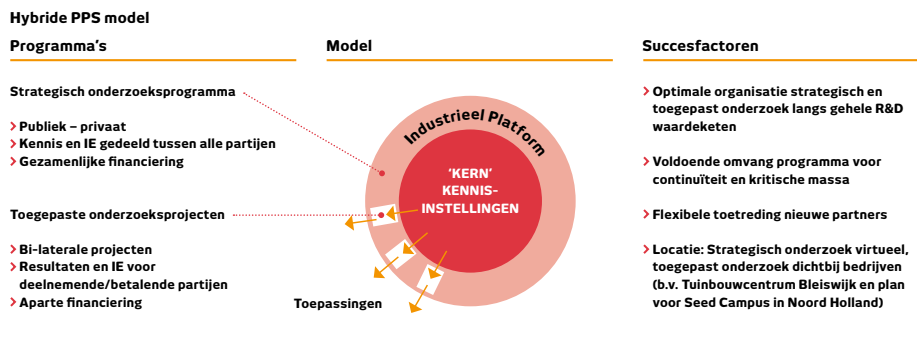 Hybride PPS model
Programma's
Strategisch onderzoeksprogramma
> Publiek – privaat
> Kennis en IE gedeeld tussen alle partijen
> Gezamenlijke financiering
Toegepaste onderzoeksprojecten
> Bi-laterale projecten
> Resultaten en IE voor
deelnemende/betalende partijen
> Aparte financiering
Model
Industrieel Platform
'KERN'
KENNIS-
INSTELLINGEN
Toepassingen
Succesfactoren
> Optimale organisatie strategisch en
toegepast onderzoek langs gehele R&D
waardeketen
> Voldoende omvang programma voor
continuïteit en kritische massa
> Flexibele toetreding nieuwe partners
> Locatie: Strategisch onderzoek virtueel,
toegepast onderzoek dichtbij bedrijven
(b.v. Tuinbouwcentrum Bleiswijk en plan
voor Seed Campus in Noord Holland)